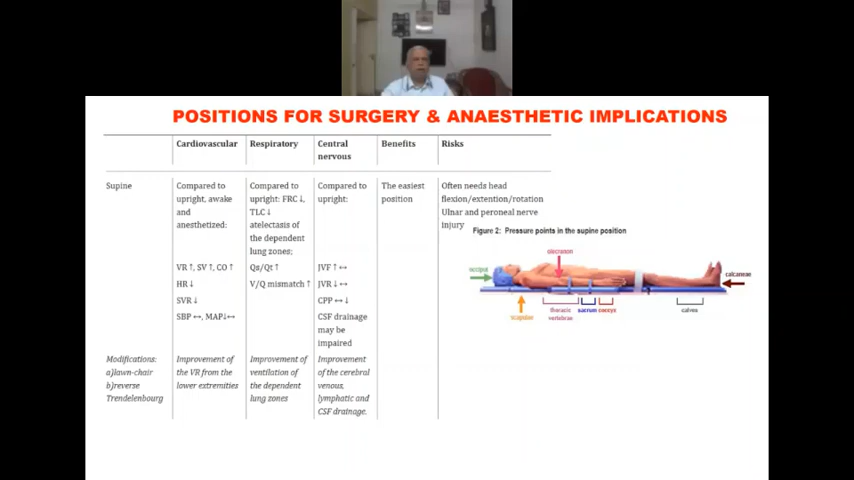 POSITIONS FOR SURGERY & ANAESTHETIC IMPLICATIONS
Cardiovascular
Respiratory
Central
nervous
Benefits
Risks
Supine
Compared to
upright, awake
and
anesthetized:
VR ↑, SV ↑, CO ↑
HR ↓
SVR ↓
SBP ↔, MAP↓↔
Compared to
upright: FRC ↓,
TLC ↓
atelectasis of
the dependent
lung zones;
Qs/Qt ↑
V/Q mismatch ↑
Compared to
upright:
JVF ↑ ↔
JVR ↓↔
CPP ↔ ↓
CSF drainage
may be
impaired
The easiest
position
Often needs head
flexion/extention/rotation
Ulnar and peroneal nerve
injury
Figure 2: Pressure points in the supine position
olecranon
occiput
calcaneae
scapulae
thoracic
vertebrae
sacrum
coccyx
calves
Modifications:
a)lawn-chair
b)reverse
Trendelenbourg
Improvement of
the VR from the
lower extremities
Improvement of
ventilation of
the dependent
lung zones
Improvement
of the cerebral
venous,
lymphatic and
CSF drainage.